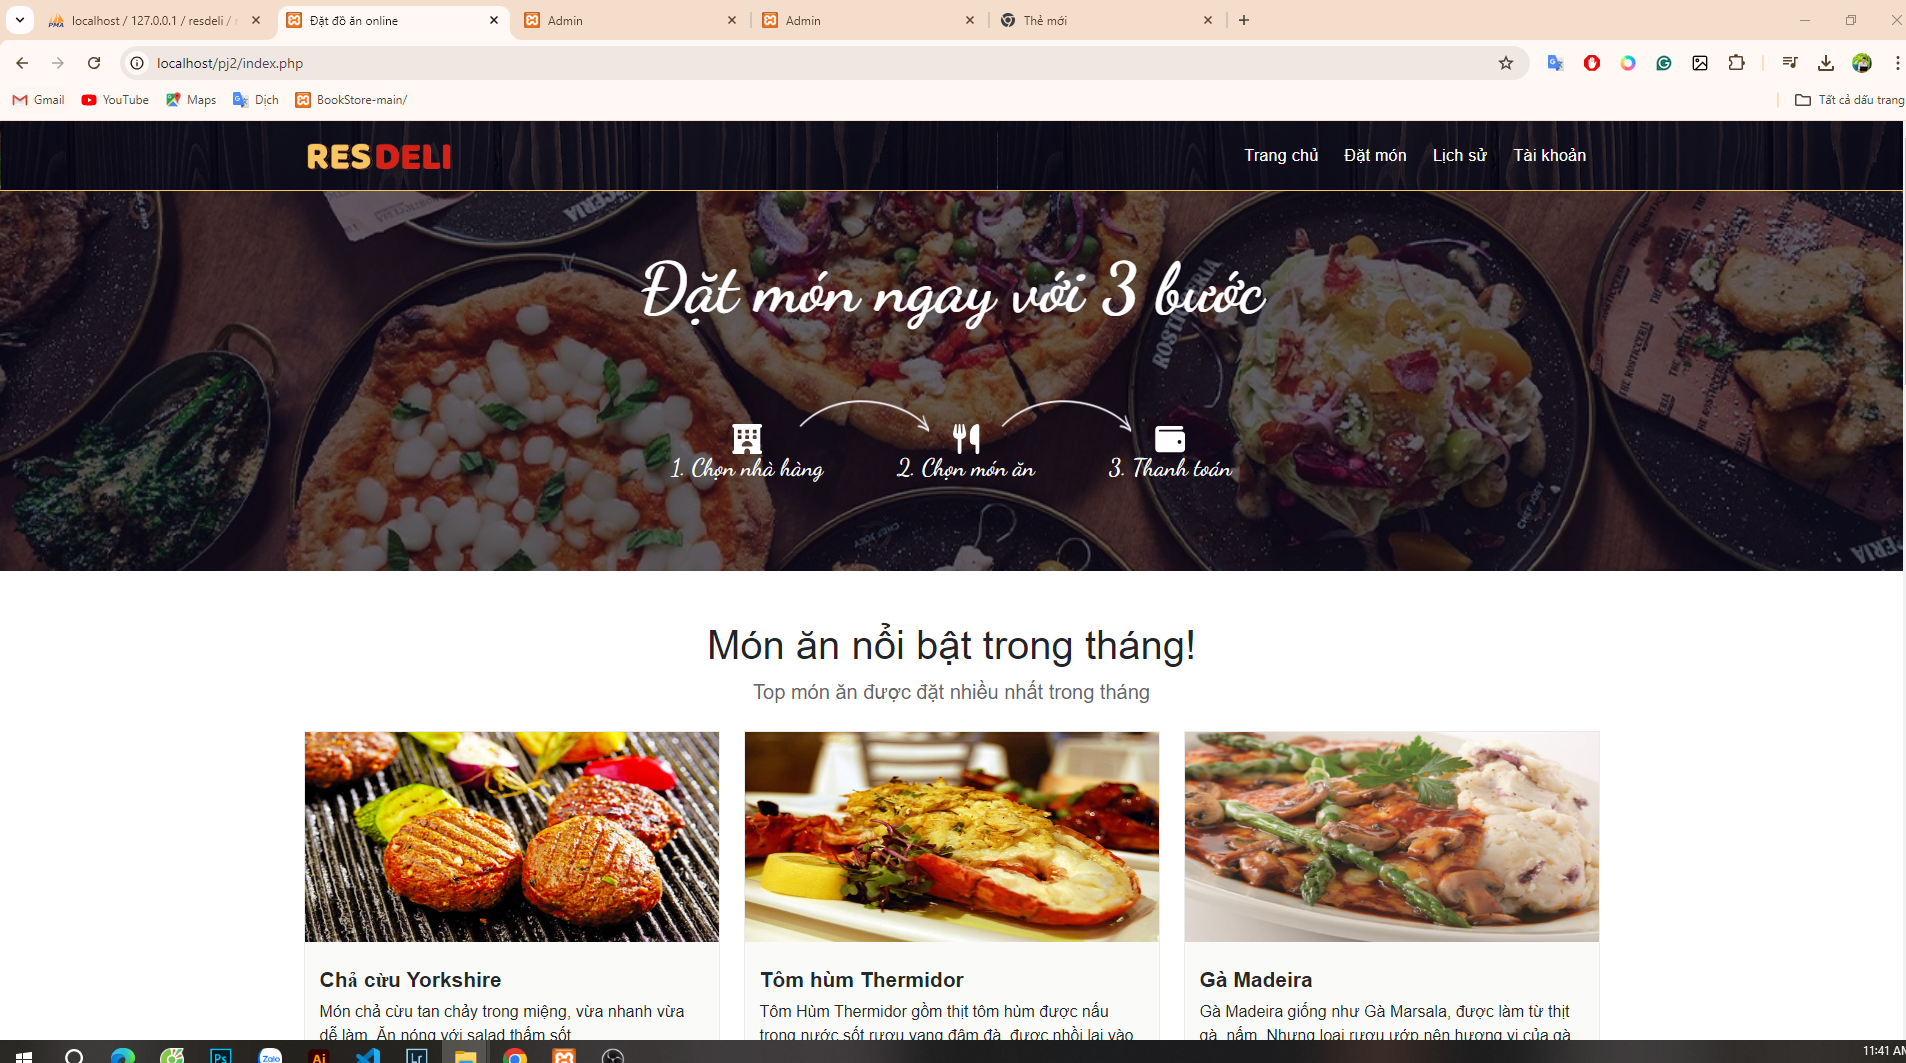 localhost / 127.0.0.1 / resdeli /
Đặt đồ ăn online
Admin
Admin
Thẻ mới
localhost/pj2/index.php
Gmail
YouTube
Maps
Dịch
BookStore-main/
Tất cả dấu trang
RES DELI
Trang chủ
Đặt món
Lịch sử
Tài khoản
Đặt món ngay với 3 bước
1. Chọn nhà hàng
2. Chọn món ăn
3. Thanh toán
Món ăn nổi bật trong tháng!
Top món ăn được đặt nhiều nhất trong tháng
Chả cừu Yorkshire
Món chả cừu tan chảy trong miệng, vừa nhanh vừa
dễ làm. Ăn nóng với salad thấm sốt
Tôm hùm Thermidor
Tôm Hùm Thermidor gồm thịt tôm hùm được nấu
trong nước sốt rượu vang đậm đà, được nhồi lại vào
Gà Madeira
Gà Madeira giống như Gà Marsala, được làm từ thịt
gà, nấm. Nhưng loại rượu ướp nên hương vị của gà
11:41 AM